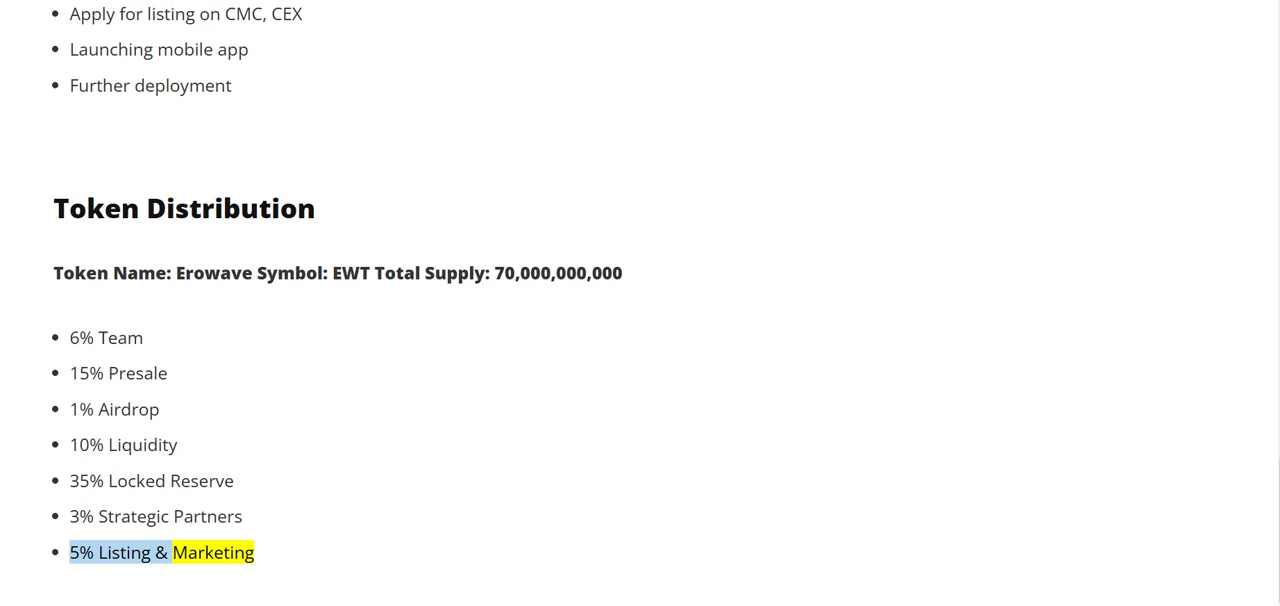 Apply for listing on CMC, CEX
Launching mobile app
Further deployment
Token Distribution
Token Name: Erowave Symbol: EWT Total Supply: 70,000,000,000
6% Team
15% Presale
1% Airdrop
10% Liquidity
35% Locked Reserve
3% Strategic Partners
5% Listing & Marketing